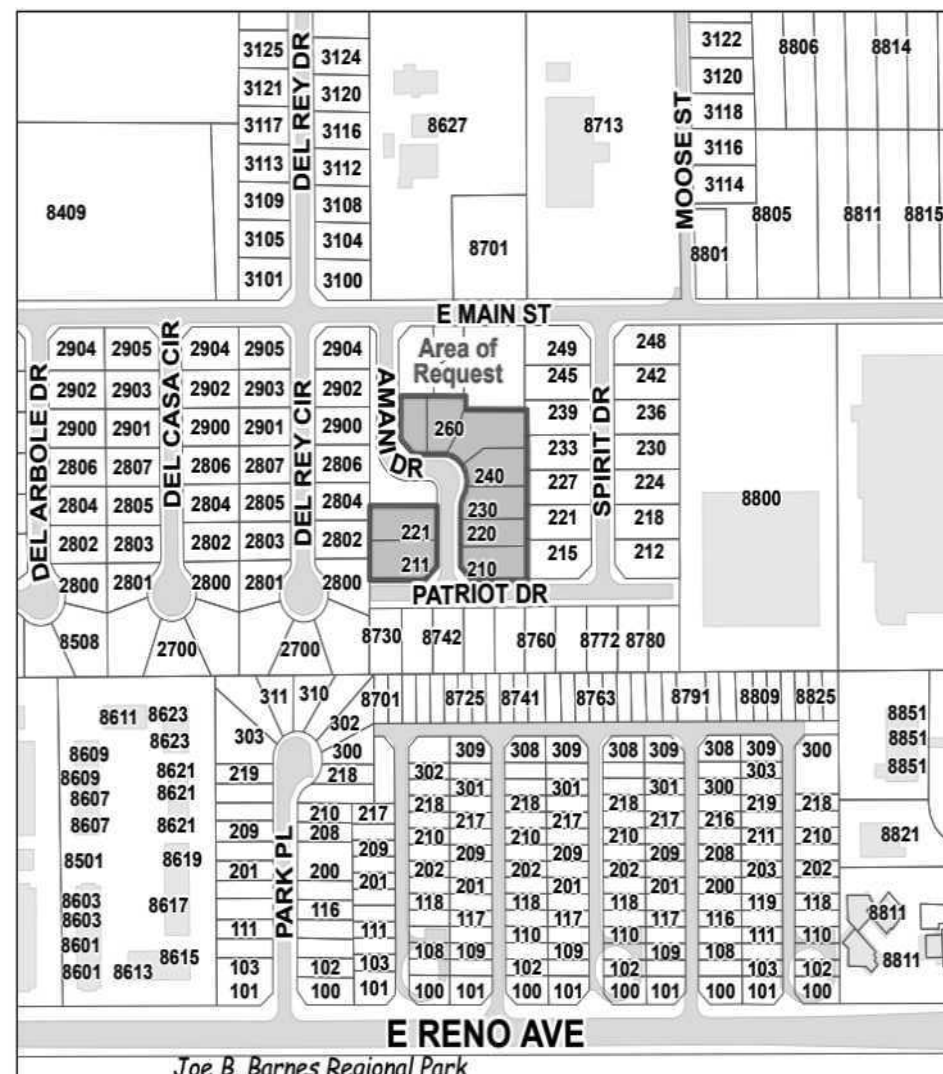 3125 3124 3122 8806 8814
3121 3120 3120
3117 3116 8627 8713 3118
3113 3112 3116
DEL REY DR
MOOSE ST
3109 3108 3114
8409 8805 8811 8815
3105 3104 8701 8801
3101 3100
E MAIN ST
2904 2905 2904 2905 2904 Area of 249 248
Request
2902 2903 2902 2903 2902 245 242
2900 2901 2900 2901 2900 260 239 236
DEL ARBOLE DR
DEL CASA CIR
DEL REY CIR
AMANI DR
SPIRIT DR
2806 2807 2806 2807 2806 240 233 230
2804 2805 2804 2805 2804 230 227 224 8800
2802 2803 2802 2803 2802 221 220 221 218
2800 2801 2800 2801 2800 211 210 215 212
PATRIOT DR
8508 2700 2700 8730 8742 8760 8772 8780
311 310 8701 8725 8741 8763 8791 8809 8825
8611 8623 303 302 8851
8609 8623 300 309 308 309 308 309 308 309 300 8851
8609 8621 219 218 302 303 8851
8607 8621 301 301 301 300
210 217 218 218 218 219 218
8607 8621 209 208 217 217 217 216
210 210 210 211 210 8821
8501 8619 209 209 209 209 208
201 200 202 202 202 203 202
201 201 201 201 200
8603 8617 116 118 118 118 119 118 8811
8603 117 117 117 116
PARK PL
8601 111 111 110 110 111 110
8615 108 109 109 109 108 8811
8601 8613 103 102 103 102 102 103 102
101 100 101 100 101 100 101 100 101 100 101 100
E RENO AVE
Joe B. Barnes Regional Park